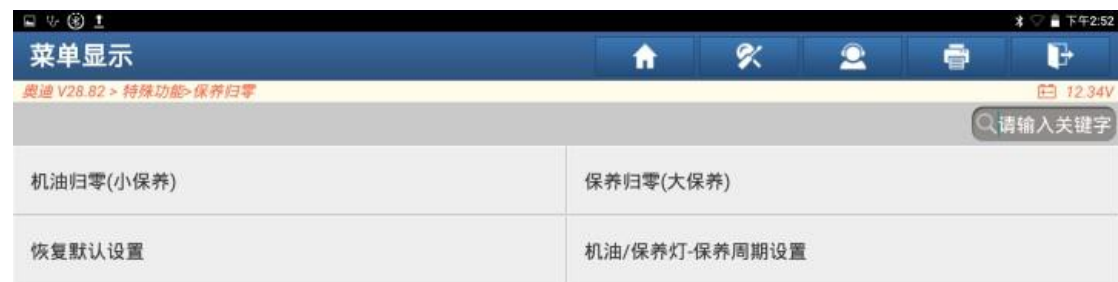 下午2:52
菜单显示
奥迪 V28.82 > 特殊功能>保养归零
12.34V
请输入关键字
机油归零(小保养)
保养归零(大保养)
恢复默认设置
机油/保养灯-保养周期设置